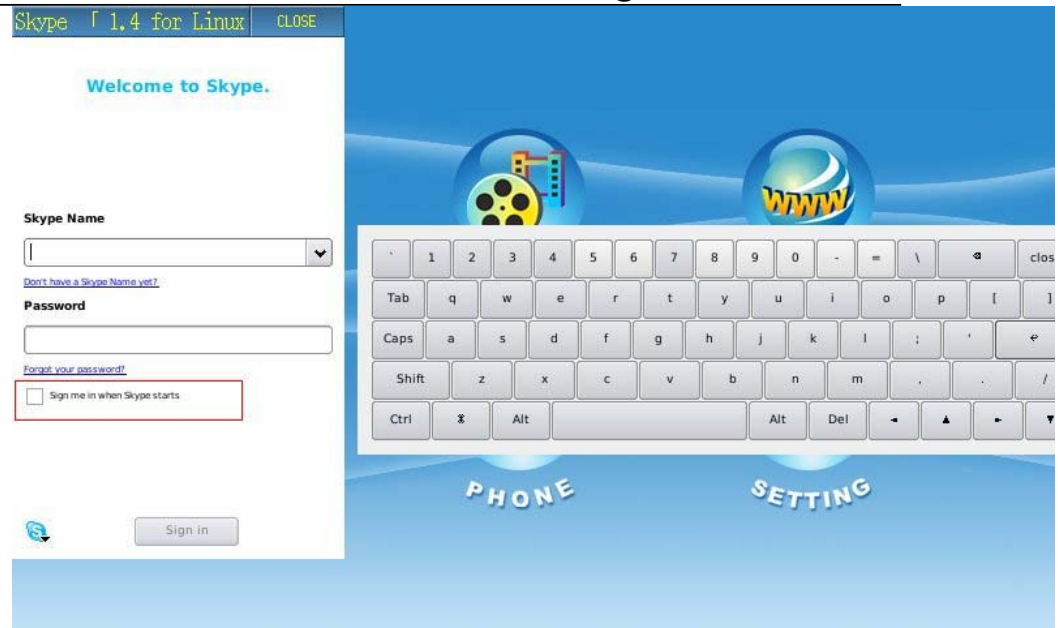 Skype 「 1.4 for Linux CLOSE
Welcome to Skype.
Skype Name
Don't have a Skype Name yet?
Password
Forgot your password?
Sign me in when Skype starts
Sign in
WWW
` 1 2 3 4 5 6 7 8 9 0 - = \ clos
Tab q w e r t y u i o p [ ]
Caps a s d f g h j k l ; '
Shift z x c v b n m , . /
Ctrl Alt Alt Del
PHONE SETTING